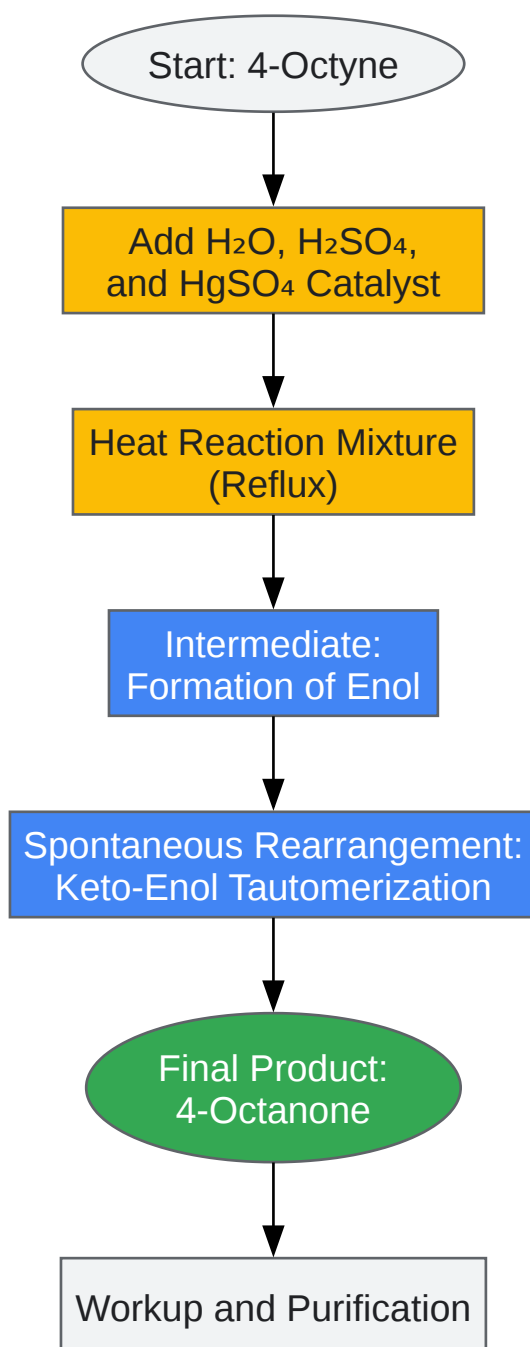 Start: 4-Octyne
Add H₂O, H₂SO₄,
and HgSO₄ Catalyst
Heat Reaction Mixture
(Reflux)
Intermediate:
Formation of Enol
Spontaneous Rearrangement:
Keto-Enol Tautomerization
Final Product:
4-Octanone
Workup and Purification